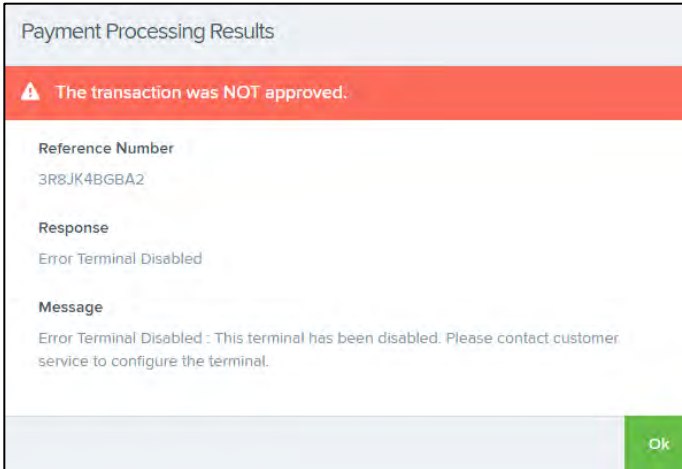 Payment Processing Results
The transaction was NOT approved.
Reference Number
3R8JK4BGBA2
Response
Error Terminal Disabled
Message
Error Terminal Disabled : This terminal has been disabled. Please contact customer
service to configure the terminal.
Ok